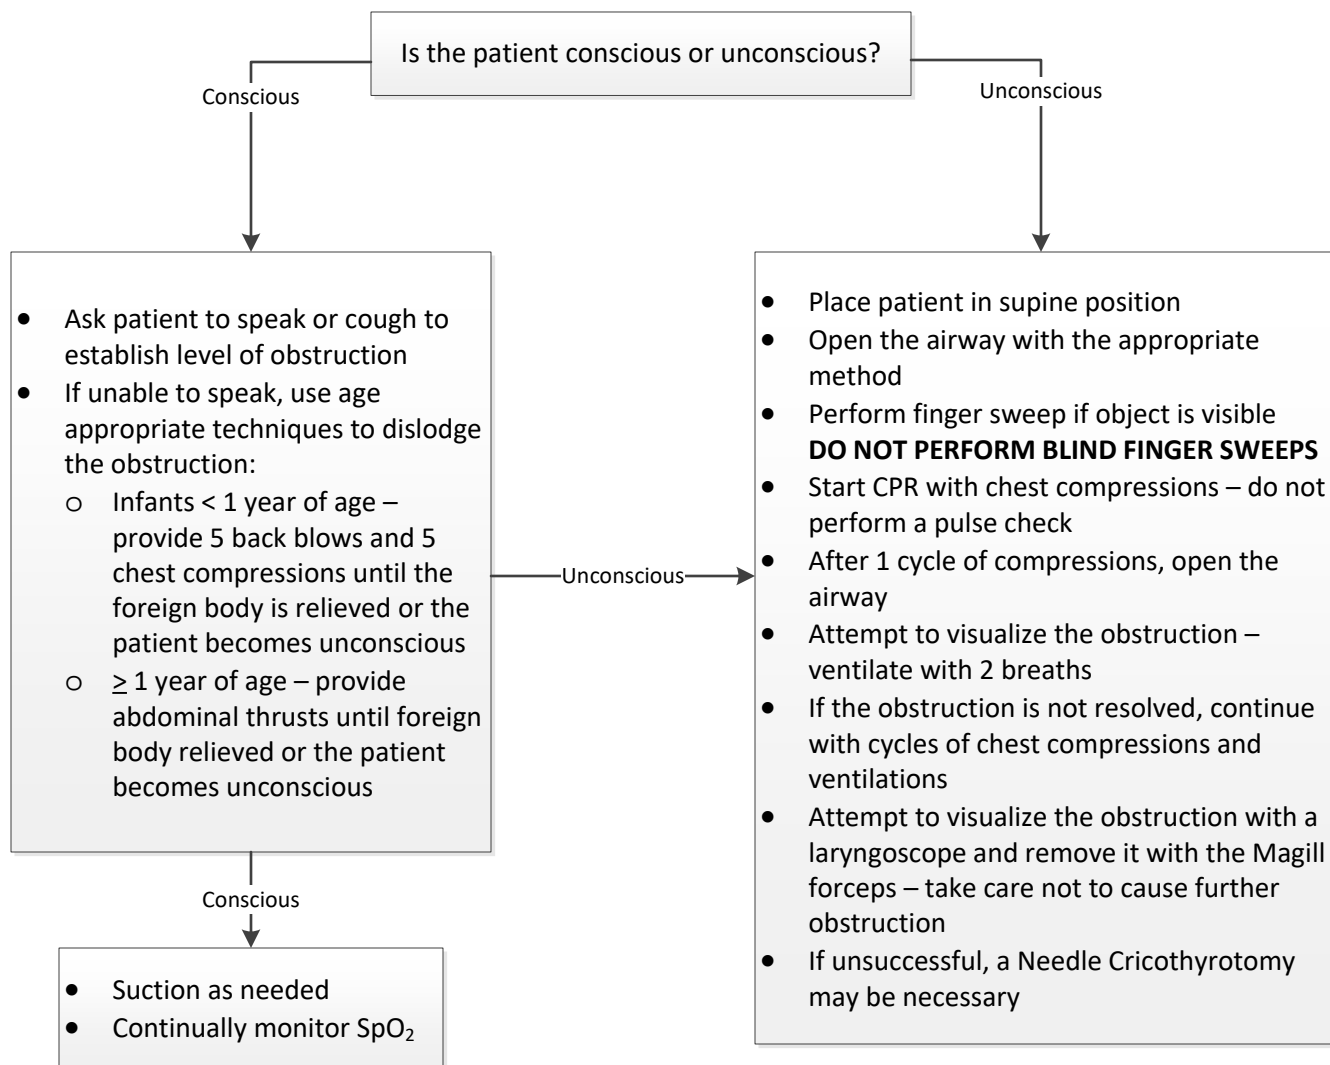 Is the patient conscious or unconscious?
Conscious
Unconscious
• Ask patient to speak or cough to
establish level of obstruction
• If unable to speak, use age
appropriate techniques to dislodge
the obstruction:
o Infants < 1 year of age –
provide 5 back blows and 5
chest compressions until the
foreign body is relieved or the
patient becomes unconscious
o ≥ 1 year of age – provide
abdominal thrusts until foreign
body relieved or the patient
becomes unconscious
Unconscious
• Place patient in supine position
• Open the airway with the appropriate
method
• Perform finger sweep if object is visible
DO NOT PERFORM BLIND FINGER SWEEPS
• Start CPR with chest compressions – do not
perform a pulse check
• After 1 cycle of compressions, open the
airway
• Attempt to visualize the obstruction –
ventilate with 2 breaths
• If the obstruction is not resolved, continue
with cycles of chest compressions and
ventilations
• Attempt to visualize the obstruction with a
laryngoscope and remove it with the Magill
forceps – take care not to cause further
obstruction
• If unsuccessful, a Needle Cricothyrotomy
may be necessary
Conscious
• Suction as needed
• Continually monitor SpO₂